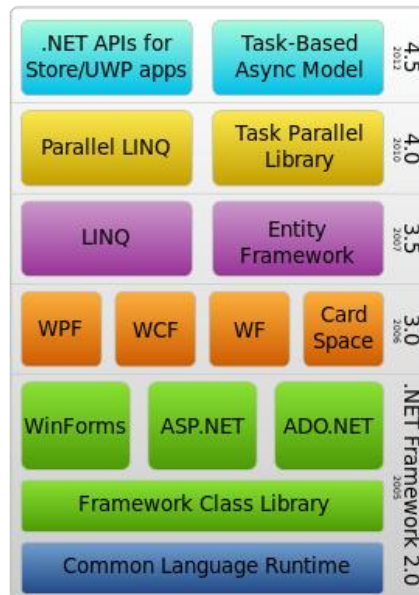 .NET APIs for
Store/UWP apps
Task-Based
Async Model
4.5
2012
Parallel LINQ
Task Parallel
Library
4.0
2010
LINQ
Entity
Framework
3.5
2007
WPF
WCF
WF
Card
Space
3.0
2006
WinForms
ASP.NET
ADO.NET
Framework Class Library
Common Language Runtime
.NET Framework 2.0
2005